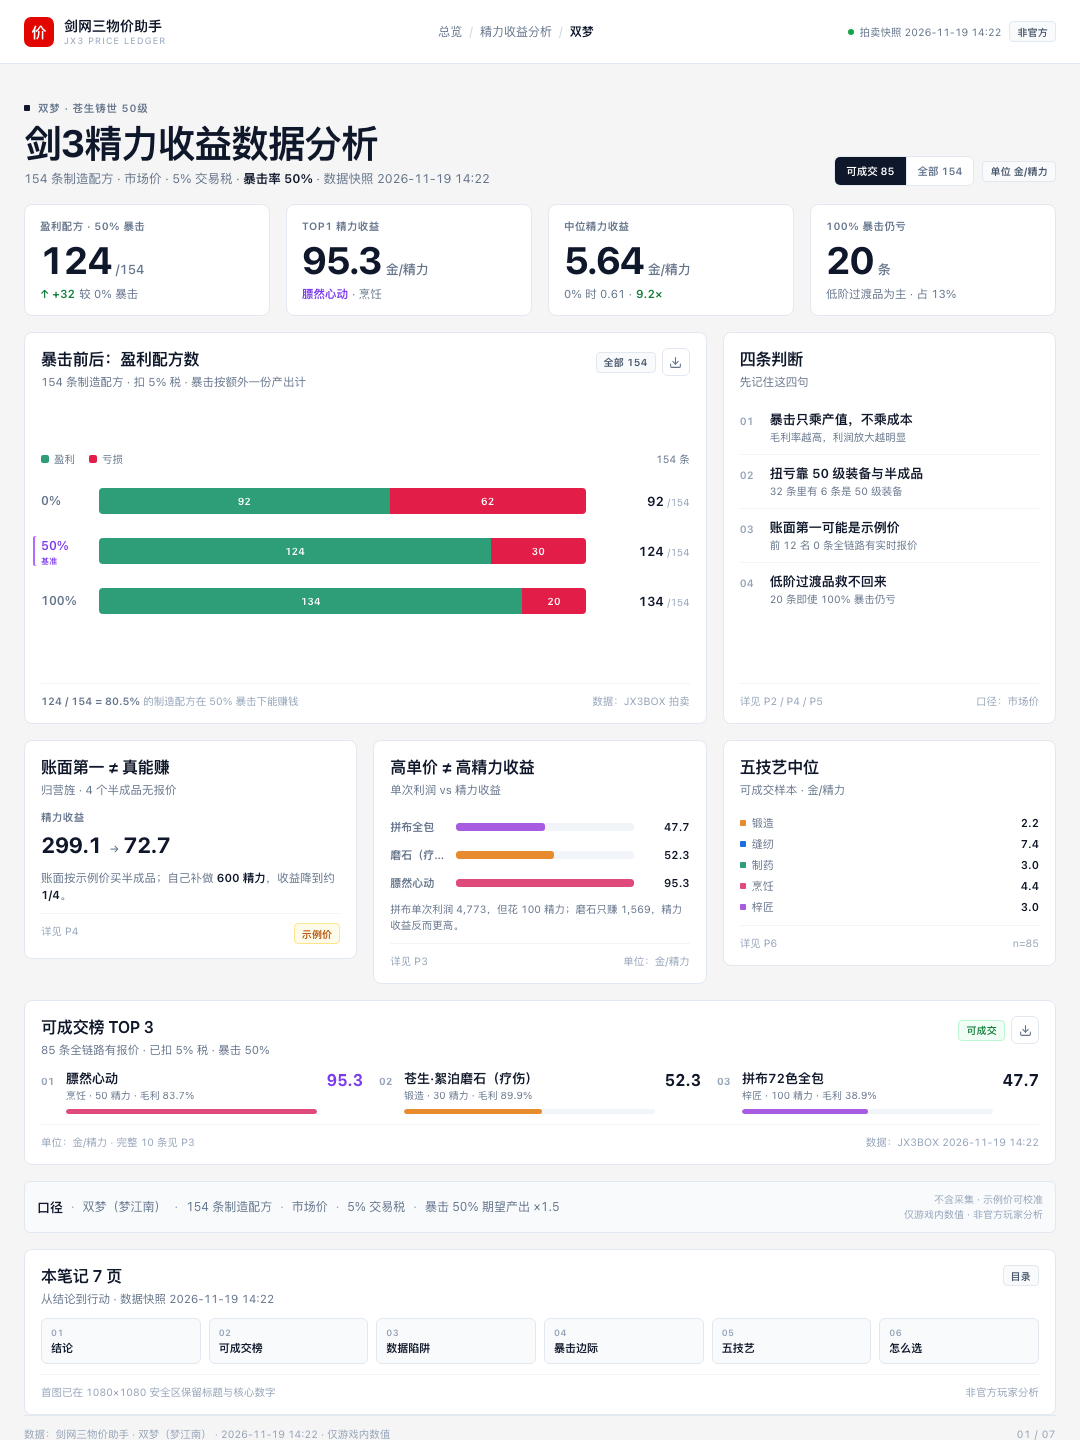 价
剑网三物价助手
JX3 PRICE LEDGER
总览 / 精力收益分析 / 双梦
拍卖快照 2026-11-19 14:22
非官方
双梦 · 苍生铸世 50级
剑3精力收益数据分析
154 条制造配方 · 市场价 · 5% 交易税 · 暴击率 50% · 数据快照 2026-11-19 14:22
可成交 85
全部 154
单位 金/精力
盈利配方 · 50% 暴击
124 /154
↑ +32 较 0% 暴击
TOP1 精力收益
95.3 金/精力
膘然心动 · 烹饪
中位精力收益
5.64 金/精力
0% 时 0.61 · 9.2×
100% 暴击仍亏
20 条
低阶过渡品为主 · 占 13%
暴击前后：盈利配方数
154 条制造配方 · 扣 5% 税 · 暴击按额外一份产出计
全部 154
盈利
亏损
154 条
0%
92
62
92 /154
50%
基准
124
30
124 /154
100%
134
20
134 /154
124 / 154 = 80.5% 的制造配方在 50% 暴击下能赚钱
数据：JX3BOX 拍卖
四条判断
先记住这四句
01
暴击只乘产值，不乘成本
毛利率越高，利润放大越明显
02
扭亏靠 50 级装备与半成品
32 条里有 6 条是 50 级装备
03
账面第一可能是示例价
前 12 名 0 条全链路有实时报价
04
低阶过渡品救不回来
20 条即使 100% 暴击仍亏
详见 P2 / P4 / P5
口径：市场价
账面第一 ≠ 真能赚
归营旌 · 4 个半成品无报价
精力收益
299.1 → 72.7
账面按示例价买半成品；自己补做 600 精力，收益降到约
1/4。
详见 P4
示例价
高单价 ≠ 高精力收益
单次利润 vs 精力收益
拼布全包
47.7
磨石（疗...
52.3
膘然心动
95.3
拼布单次利润 4,773，但花 100 精力；磨石只赚 1,569，精力
收益反而更高。
详见 P3
单位：金/精力
五技艺中位
可成交样本 · 金/精力
锻造
2.2
缝纫
7.4
制药
3.0
烹饪
4.4
梓匠
3.0
详见 P6
n=85
可成交榜 TOP 3
85 条全链路有报价 · 已扣 5% 税 · 暴击 50%
可成交
01
膘然心动
95.3
烹饪 · 50 精力 · 毛利 83.7%
02
苍生·絮泊磨石（疗伤）
52.3
锻造 · 30 精力 · 毛利 89.9%
03
拼布72色全包
47.7
梓匠 · 100 精力 · 毛利 38.9%
单位：金/精力 · 完整 10 条见 P3
数据：JX3BOX 2026-11-19 14:22
口径 · 双梦（梦江南） · 154 条制造配方 · 市场价 · 5% 交易税 · 暴击 50% 期望产出 ×1.5
不含采集 · 示例价可校准
仅游戏内数值 · 非官方玩家分析
本笔记 7 页
从结论到行动 · 数据快照 2026-11-19 14:22
目录
01
结论
02
可成交榜
03
数据陷阱
04
暴击边际
05
五技艺
06
怎么选
首图已在 1080×1080 安全区保留标题与核心数字
非官方玩家分析
数据：剑网三物价助手 · 双梦（梦江南） · 2026-11-19 14:22 · 仅游戏内数值
01 / 07